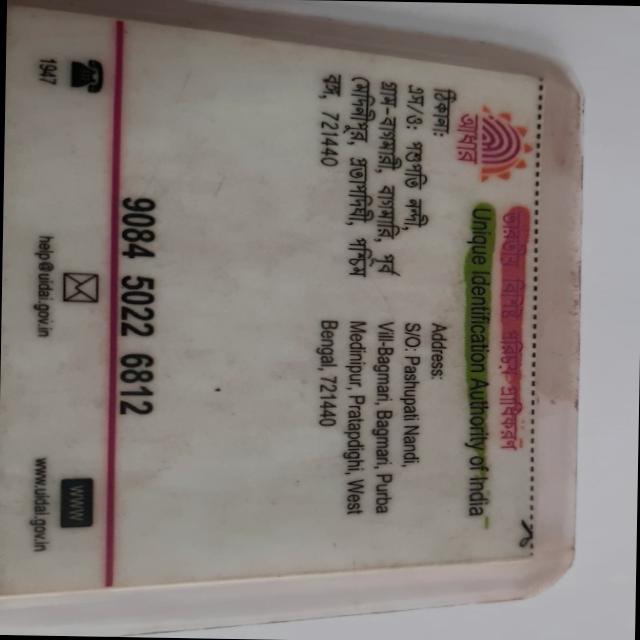 ভারতীয় বিশিষ্ট পরিচয় প্রাধিকরণ
Unique Identification Authority of India
আধার
ঠিকানা:
এস/ও: পশুপতি নন্দী,
গ্রাম-বাগমারী, বাগমারি, পূর্ব
মেদিনীপুর, প্রতাপদিঘী, পশ্চিম
বঙ্গ, 721440
Address:
S/O: Pashupati Nandi,
Vill-Bagmari, Bagmari, Purba
Medinipur, Pratapdighi, West
Bengal, 721440
9084 5022 6812
1947
help@uidai.gov.in
WWW
www.uidai.gov.in